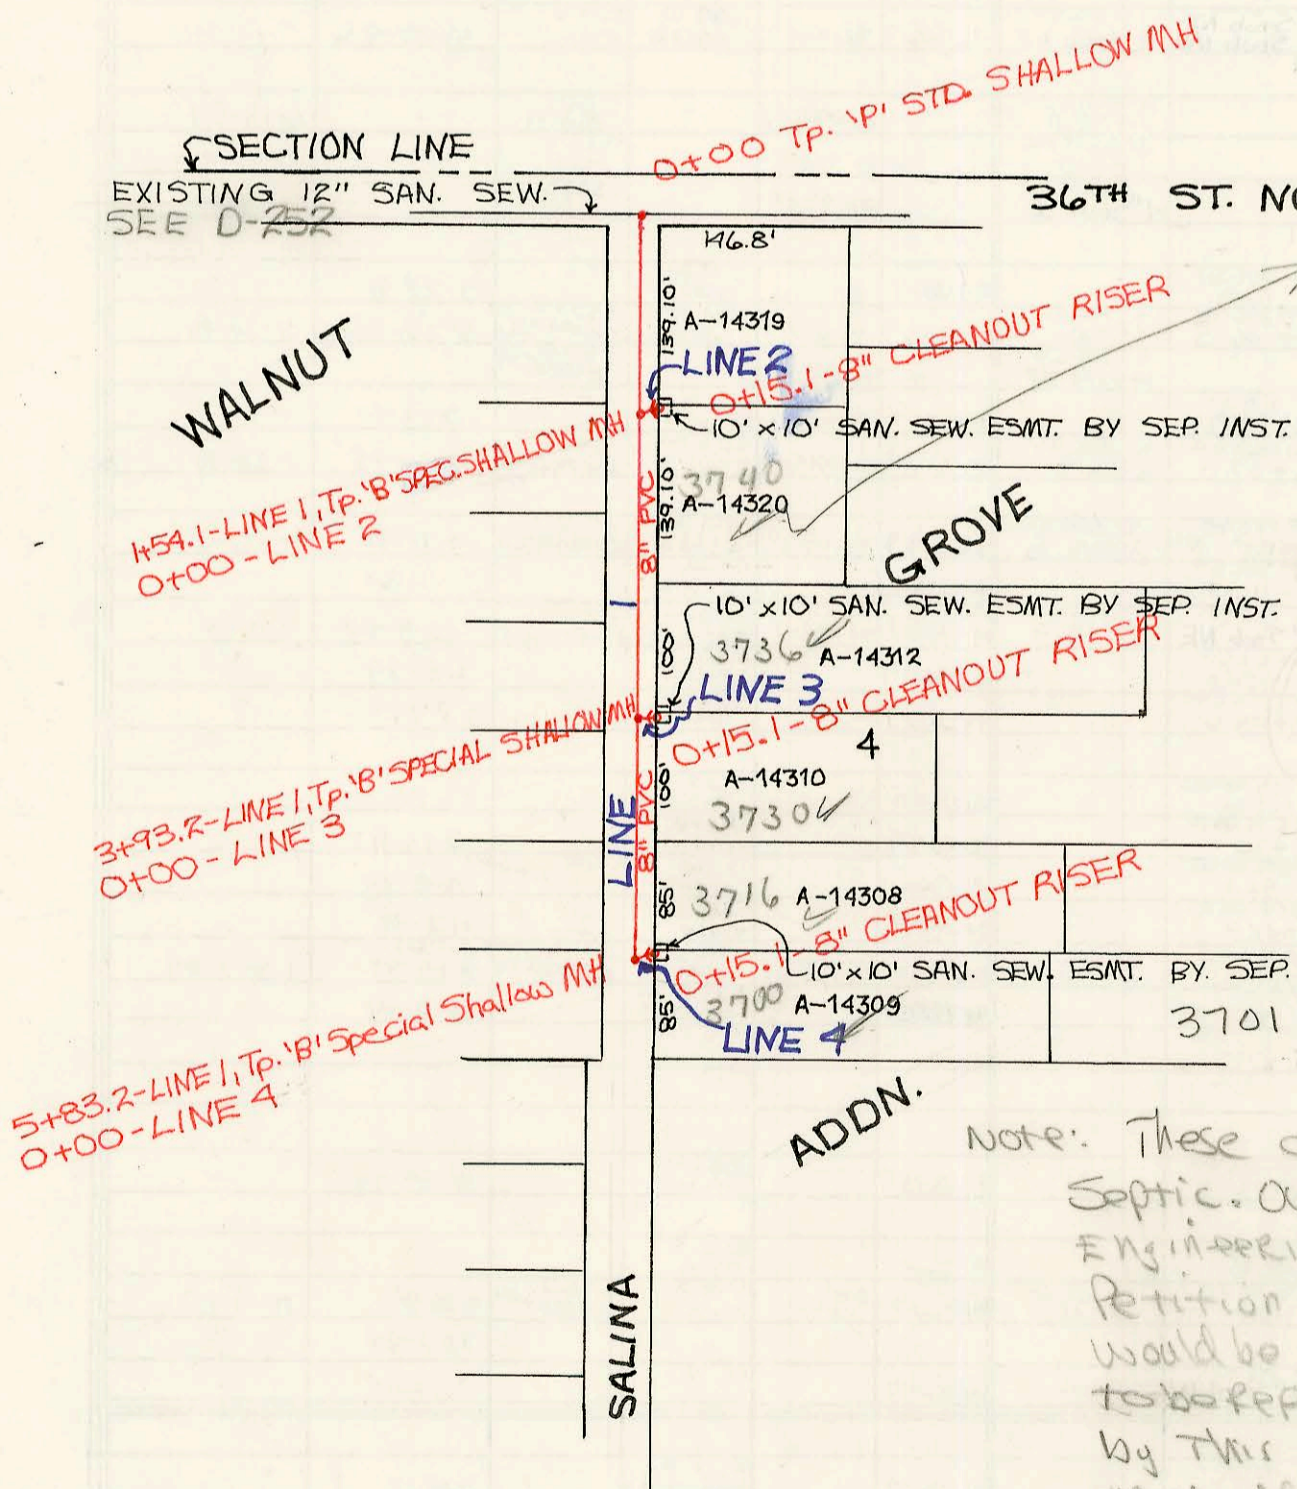 0+00 Tp. 'P' STD. SHALLOW MH
SECTION LINE
EXISTING 12" SAN. SEW.
SEE D-252
36TH ST. NO
146.8'
139.10'
A-14319
LINE 2
0+15.1-8" CLEANOUT RISER
10' x 10' SAN. SEW. ESMT. BY SEP. INST.
WALNUT
1+54.1-LINE 1, Tp. 'B' SPEC. SHALLOW MH
0+00 - LINE 2
8" PVC
139.10'
3740
A-14320
GROVE
10' x 10' SAN. SEW. ESMT. BY SEP. INST.
100'
3736
A-14312
LINE 3
0+15.1-8" CLEANOUT RISER
3+93.2-LINE 1, Tp. 'B' SPECIAL SHALLOW MH
0+00 - LINE 3
4
LINE 1
8" PVC
100'
A-14310
3730
85'
3716
A-14308
0+15.1-8" CLEANOUT RISER
10' x 10' SAN. SEW. ESMT. BY. SEP.
5+83.2-LINE 1, Tp. 'B' Special Shallow MH
0+00 - LINE 4
85'
3700
A-14309
LINE 4
3701
ADDN.
SALINA
Note: These
Septic.
Engineeri
Petition
would be
to be Rep
by This